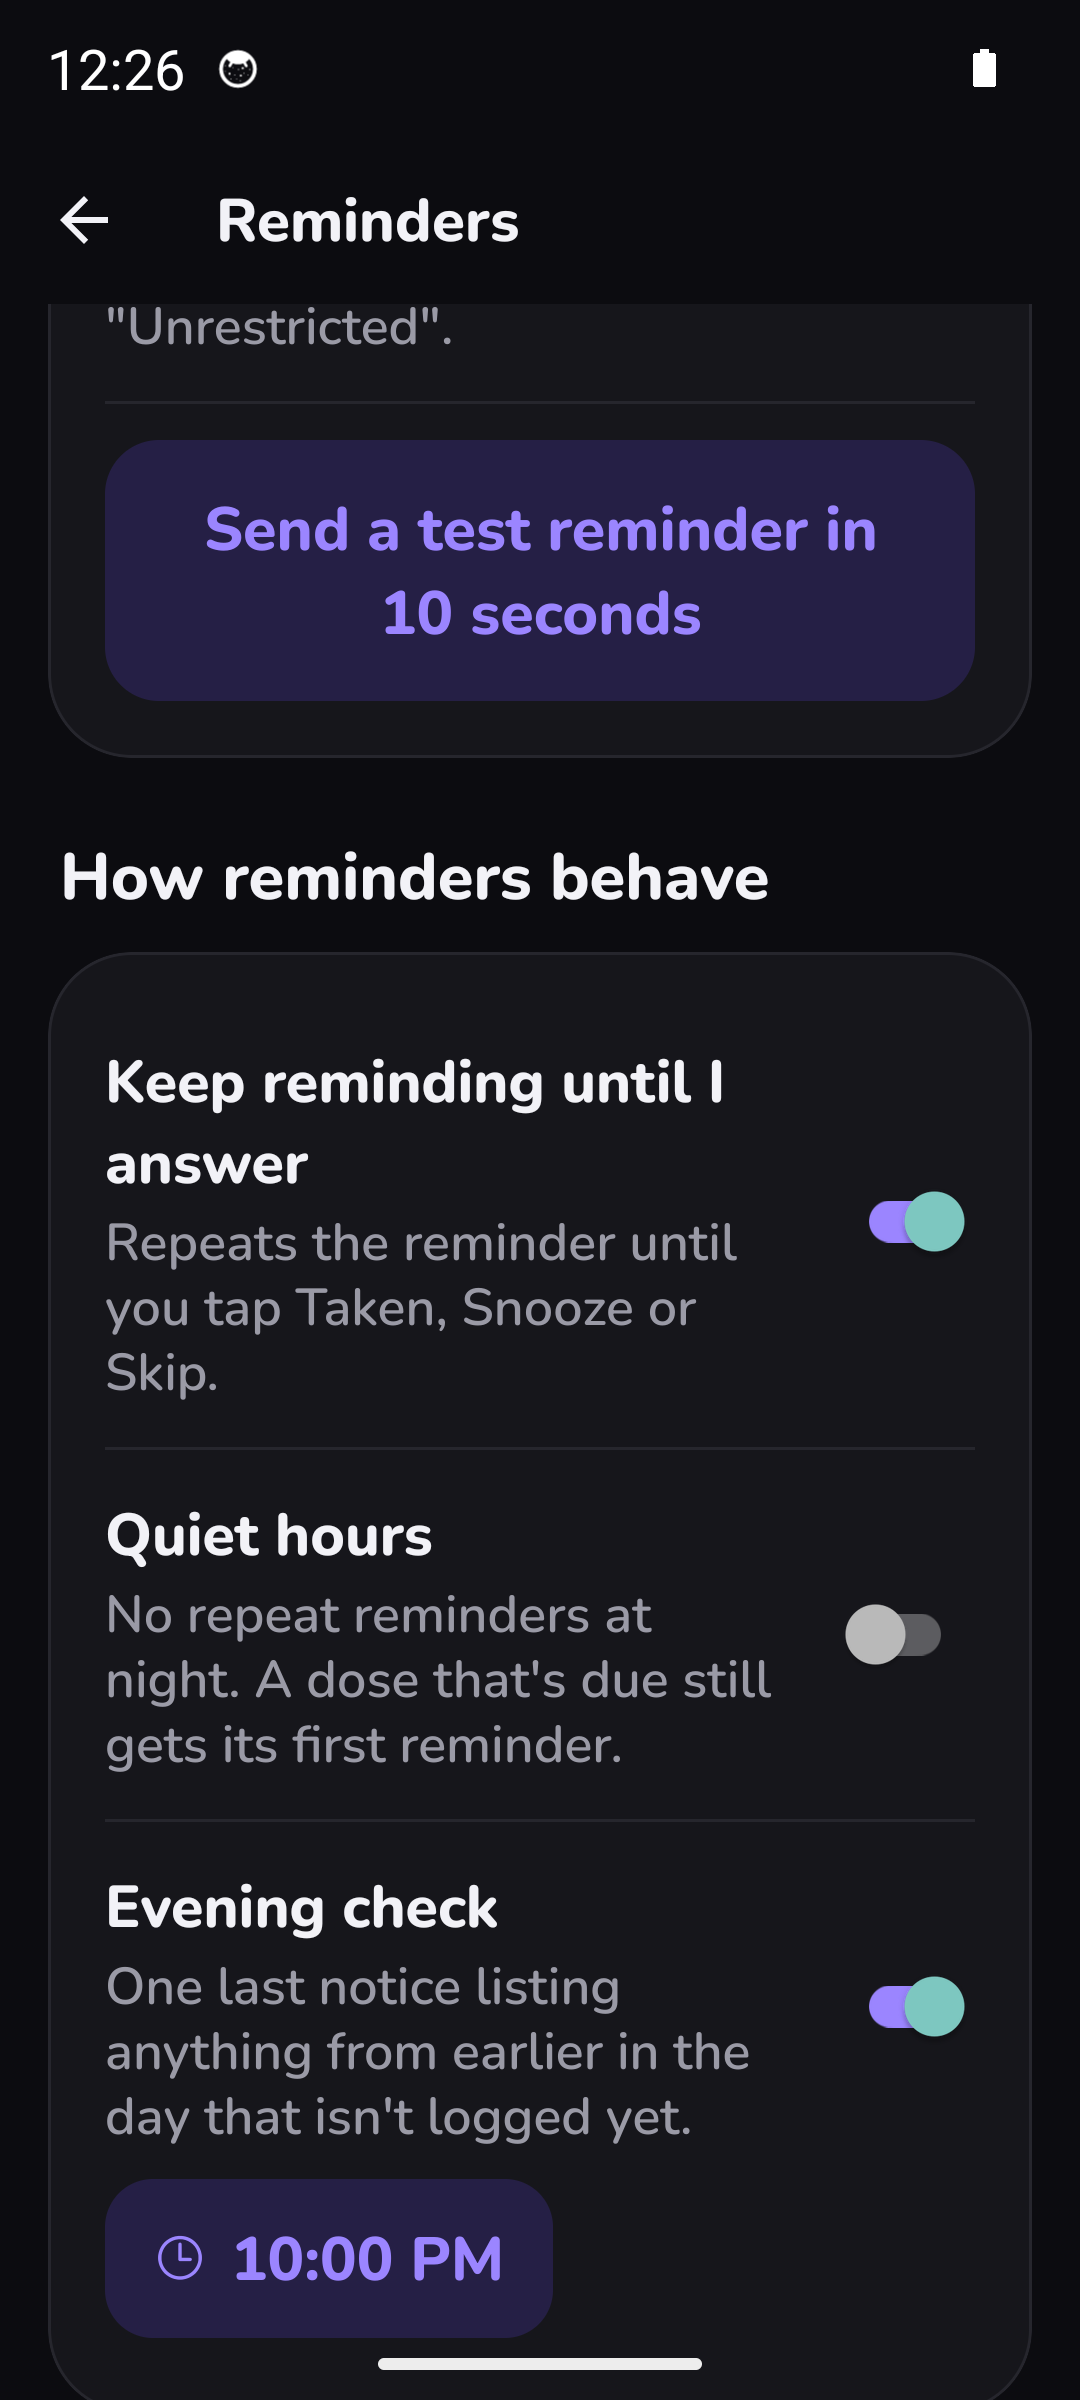 12:26
Reminders
"Unrestricted".
Send a test reminder in
10 seconds
How reminders behave
Keep reminding until I
answer
Repeats the reminder until
you tap Taken, Snooze or
Skip.
Quiet hours
No repeat reminders at
night. A dose that's due still
gets its first reminder.
Evening check
One last notice listing
anything from earlier in the
day that isn't logged yet.
10:00 PM